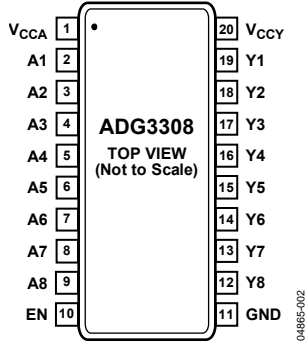 VCCA 1 20 VCCY
A1 2 19 Y1
A2 3 18 Y2
A3 4 ADG3308 17 Y3
A4 5 TOP VIEW 16 Y4
(Not to Scale)
A5 6 15 Y5
A6 7 14 Y6
A7 8 13 Y7
A8 9 12 Y8
EN 10 11 GND
04865-002